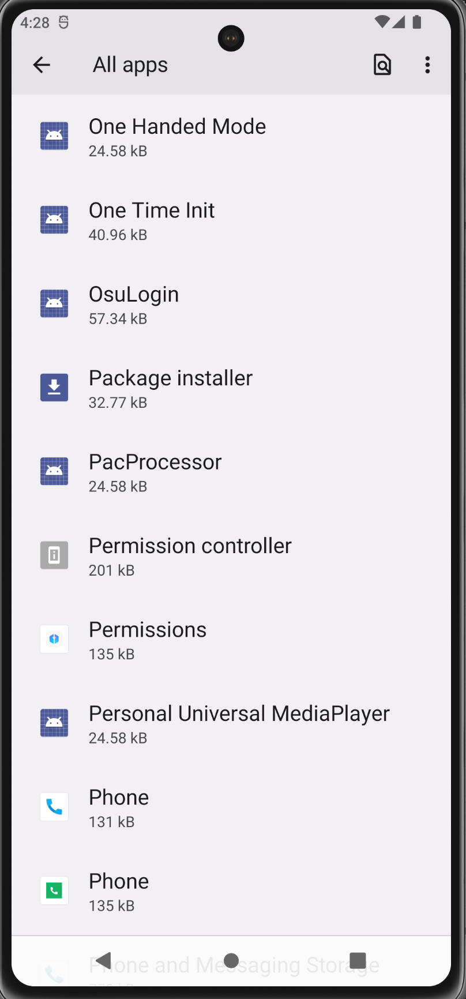 4:28
All apps
One Handed Mode
24.58 kB
One Time Init
40.96 kB
OsuLogin
57.34 kB
Package installer
32.77 kB
PacProcessor
24.58 kB
Permission controller
201 kB
Permissions
135 kB
Personal Universal MediaPlayer
24.58 kB
Phone
131 kB
Phone
135 kB
Phone and Messaging Storage